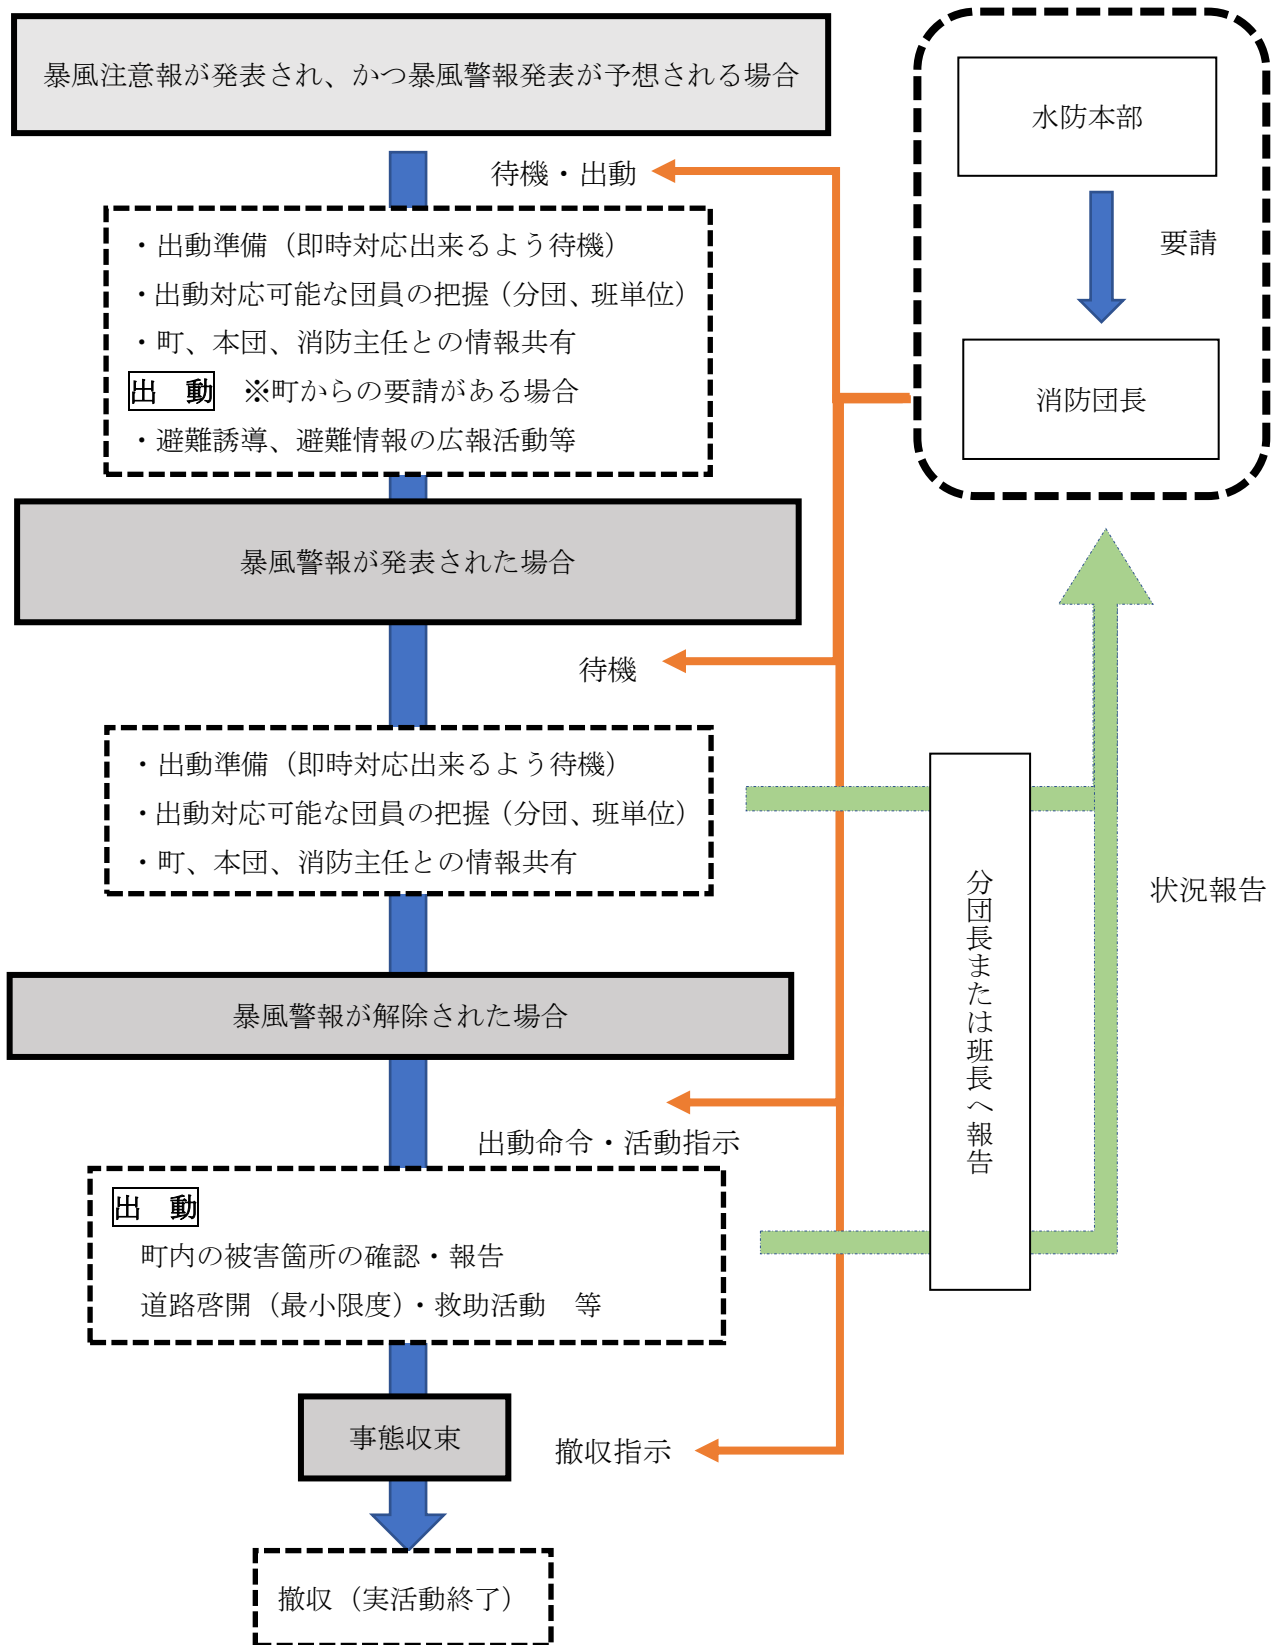 暴風注意報が発表され、かつ暴風警報発表が予想される場合
水防本部
要請
消防団長
待機・出動
・出動準備（即時対応出来るよう待機）
・出動対応可能な団員の把握（分団、班単位）
・町、本団、消防主任との情報共有
出　動　※町からの要請がある場合
・避難誘導、避難情報の広報活動等
暴風警報が発表された場合
待機
・出動準備（即時対応出来るよう待機）
・出動対応可能な団員の把握（分団、班単位）
・町、本団、消防主任との情報共有
分団長または班長へ報告
状況報告
暴風警報が解除された場合
出動命令・活動指示
出　動
町内の被害箇所の確認・報告
道路啓開（最小限度）・救助活動　等
事態収束
撤収指示
撤収（実活動終了）